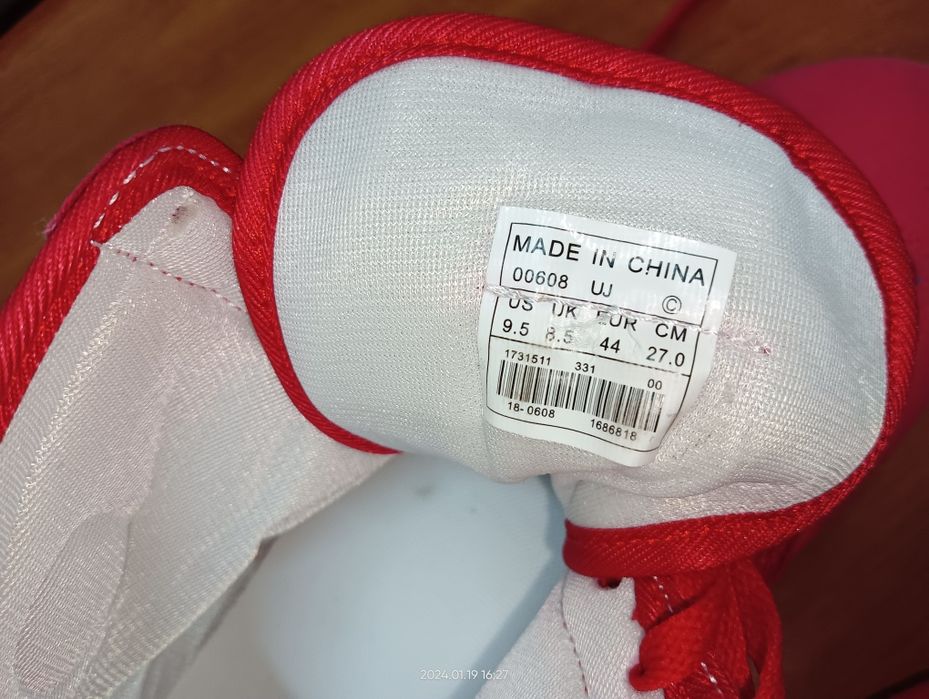 MADE IN CHINA
00608 UJ ©
US UK EUR CM
9.5 8.5 44 27.0
1731511 331 00
18-0608 1686818
2024.01.19 16:27